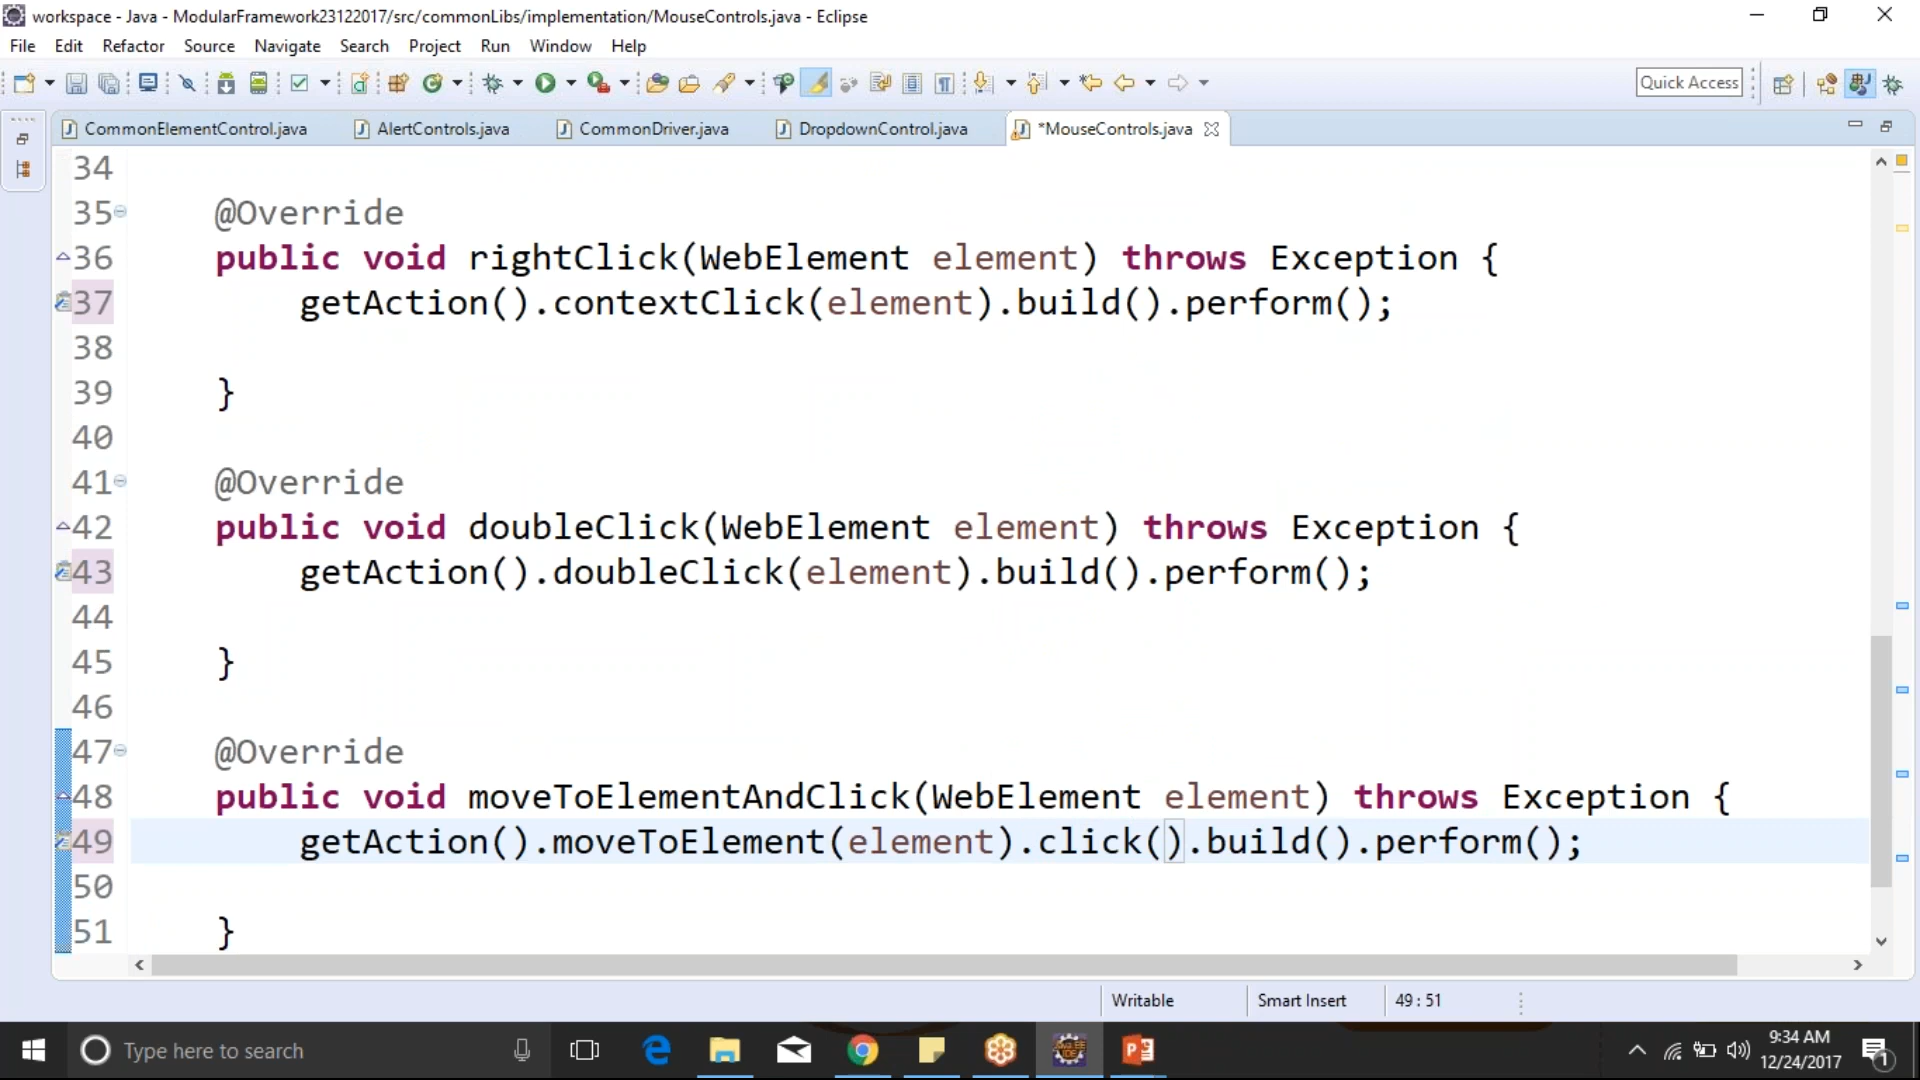 workspace - Java - ModularFramework23122017/src/commonLibs/implementation/MouseControls.java - Eclipse
File Edit Refactor Source Navigate Search Project Run Window Help
Quick Access
CommonElementControl.java AlertControls.java CommonDriver.java DropdownControl.java *MouseControls.java
34
35 @Override
36 public void rightClick(WebElement element) throws Exception {
37 getAction().contextClick(element).build().perform();
38
39 }
40
41 @Override
42 public void doubleClick(WebElement element) throws Exception {
43 getAction().doubleClick(element).build().perform();
44
45 }
46
47 @Override
48 public void moveToElementAndClick(WebElement element) throws Exception {
49 getAction().moveToElement(element).click().build().perform();
50
51 }
Writable Smart Insert 49 : 51
Type here to search
9:34 AM
12/24/2017
1